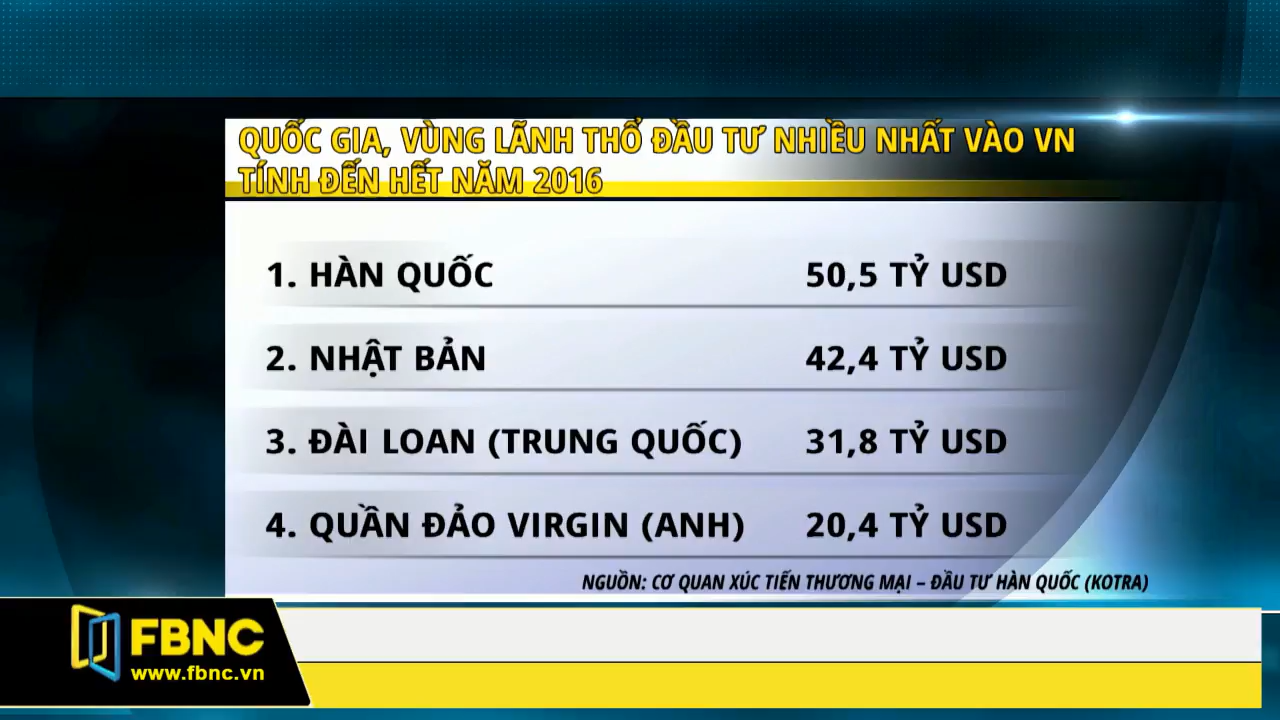 QUỐC GIA, VÙNG LÃNH THỔ ĐẦU TƯ NHIỀU NHẤT VÀO VN
TÍNH ĐẾN HẾT NĂM 2016
1. HÀN QUỐC 50,5 TỶ USD
2. NHẬT BẢN 42,4 TỶ USD
3. ĐÀI LOAN (TRUNG QUỐC) 31,8 TỶ USD
4. QUẦN ĐẢO VIRGIN (ANH) 20,4 TỶ USD
NGUỒN: CƠ QUAN XÚC TIẾN THƯƠNG MẠI – ĐẦU TƯ HÀN QUỐC (KOTRA)
FBNC
www.fbnc.vn